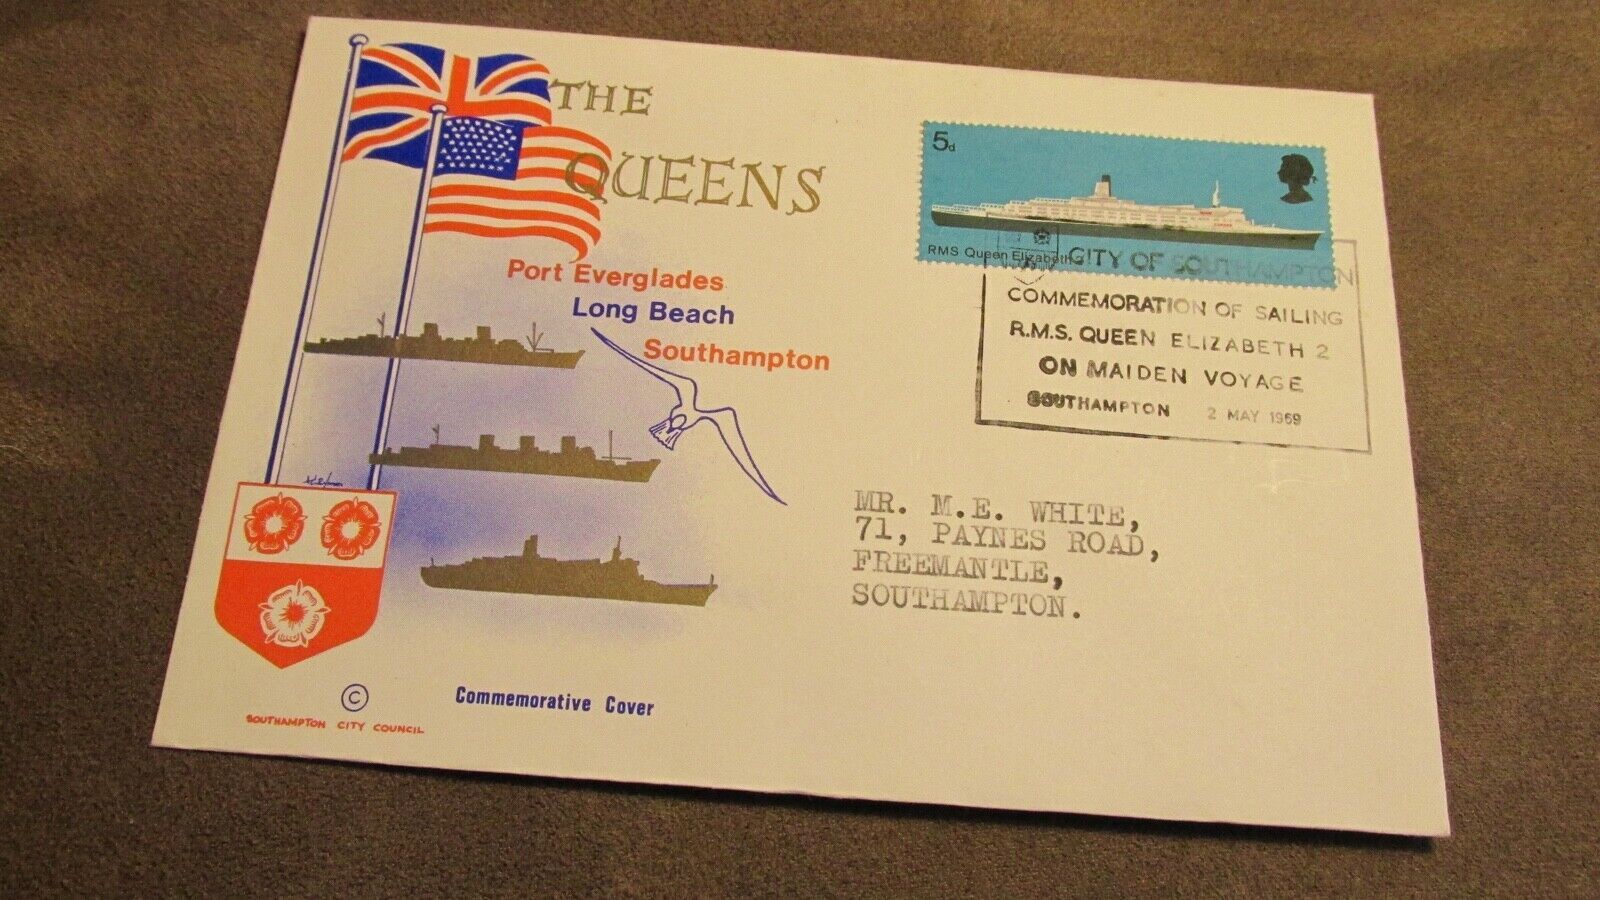 THE
QUEENS
Port Everglades
Long Beach
Southampton
5d
RMS Queen Elizabeth 2
CITY OF SOUTHAMPTON
COMMEMORATION OF SAILING
R.M.S. QUEEN ELIZABETH 2
ON MAIDEN VOYAGE
SOUTHAMPTON 2 MAY 1969
MR. M.E. WHITE,
71, PAYNES ROAD,
FREEMANTLE,
SOUTHAMPTON.
©
SOUTHAMPTON CITY COUNCIL
Commemorative Cover